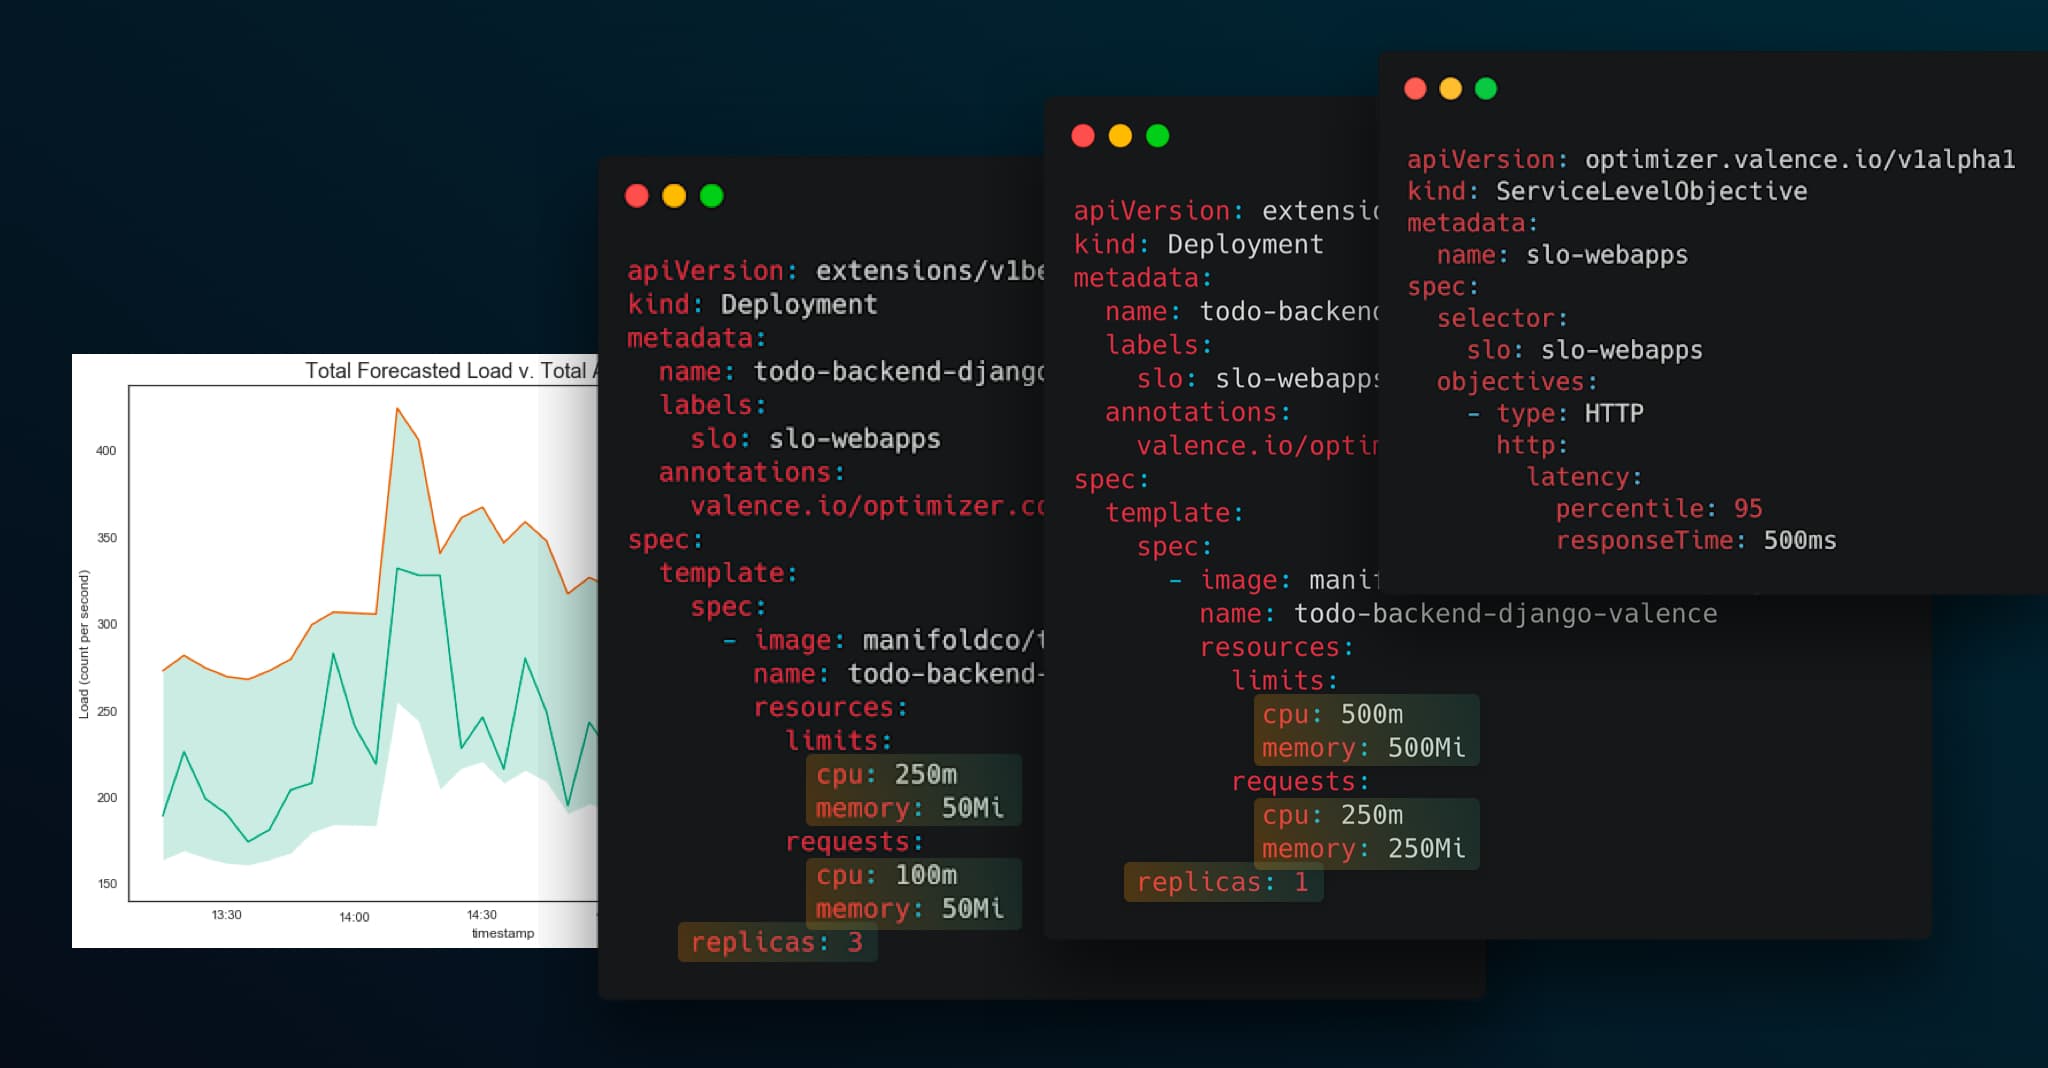 Total Forecasted Load v. Total
400
350
300
250
200
150
Load (count per second)
13:30
14:00
14:30
timestamp
apiVersion: extensions/v1be
kind: Deployment
metadata:
name: todo-backend-django
labels:
slo: slo-webapps
annotations:
valence.io/optimizer.co
spec:
template:
spec:
- image: manifoldco/t
name: todo-backend-
resources:
limits:
cpu: 250m
memory: 50Mi
requests:
cpu: 100m
memory: 50Mi
replicas: 3
apiVersion: extensio
kind: Deployment
metadata:
name: todo-backend
labels:
slo: slo-webapps
annotations:
valence.io/optim
spec:
template:
spec:
- image: manif
name: todo-backend-django-valence
resources:
limits:
cpu: 500m
memory: 500Mi
requests:
cpu: 250m
memory: 250Mi
replicas: 1
apiVersion: optimizer.valence.io/v1alpha1
kind: ServiceLevelObjective
metadata:
name: slo-webapps
spec:
selector:
slo: slo-webapps
objectives:
- type: HTTP
http:
latency:
percentile: 95
responseTime: 500ms